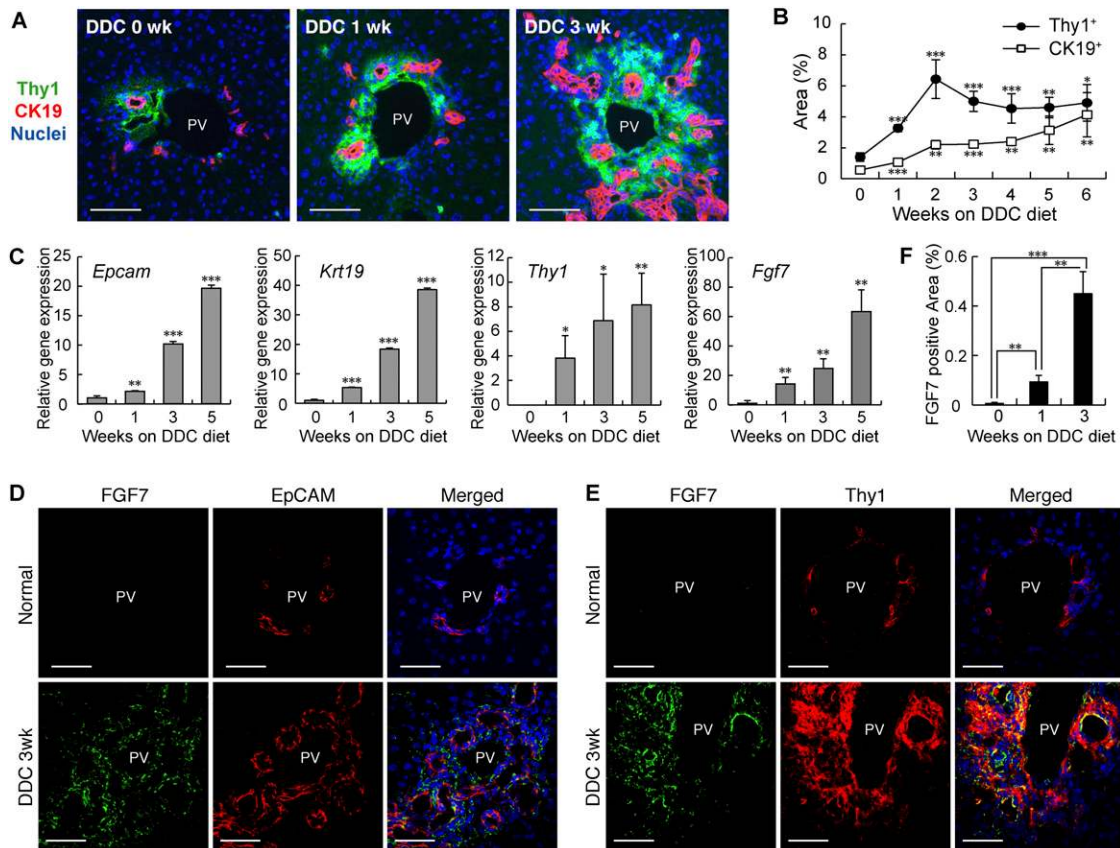 A
DDC 0 wk
DDC 1 wk
DDC 3 wk
Thy1
CK19
Nuclei
PV
PV
PV
B
Thy1⁺
CK19⁺
Area (%)
8
6
4
2
0
***
***
***
***
**
*
***
**
***
**
**
**
0 1 2 3 4 5 6
Weeks on DDC diet
C
Epcam
Relative gene expression
25
20
15
10
5
0
**
***
***
0 1 3 5
Weeks on DDC diet
Krt19
Relative gene expression
50
40
30
20
10
0
***
***
***
0 1 3 5
Weeks on DDC diet
Thy1
Relative gene expression
12
10
8
6
4
2
0
*
*
**
0 1 3 5
Weeks on DDC diet
Fgf7
Relative gene expression
100
80
60
40
20
0
**
**
**
0 1 3 5
Weeks on DDC diet
F
FGF7 positive Area (%)
0.6
0.4
0.2
0
***
**
**
0 1 3
Weeks on DDC diet
D
FGF7 EpCAM Merged
Normal
PV PV PV
DDC 3wk
PV PV PV
E
FGF7 Thy1 Merged
Normal
PV PV PV
DDC 3wk
PV PV PV